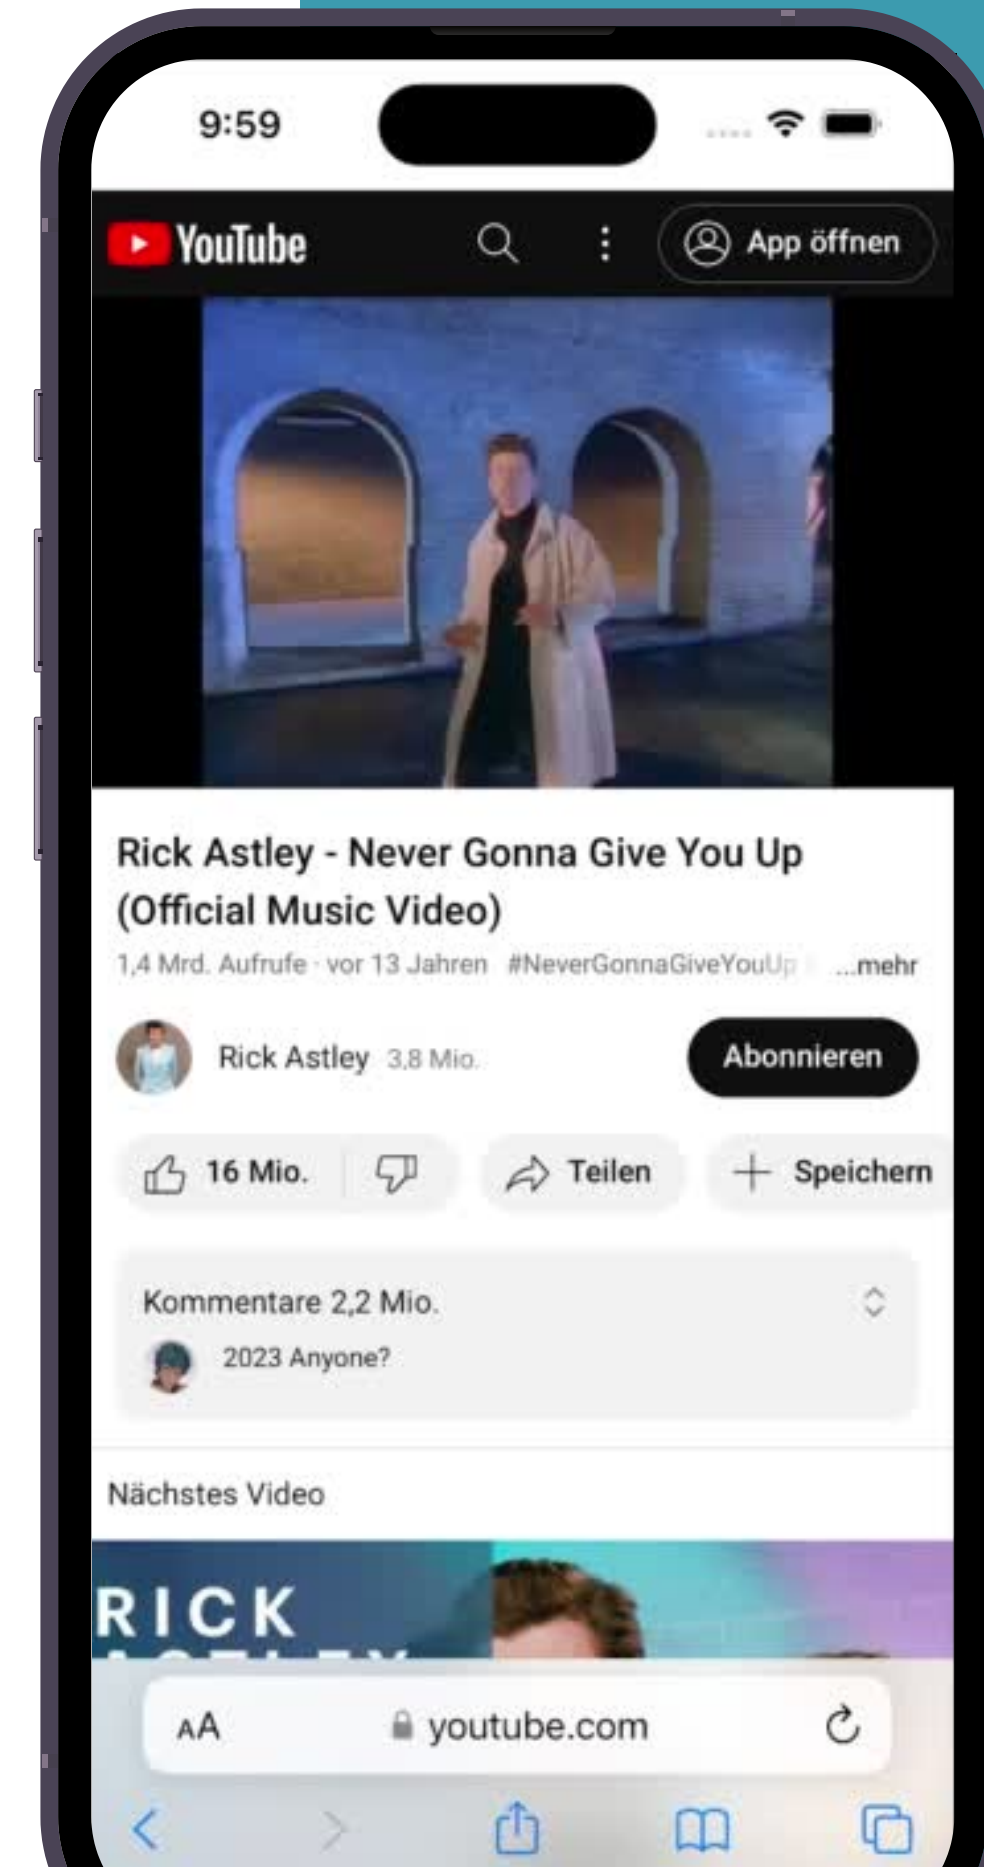 9:59
YouTube
App öffnen
Rick Astley - Never Gonna Give You Up
(Official Music Video)
1,4 Mrd. Aufrufe · vor 13 Jahren #NeverGonnaGiveYouUp ...mehr
Rick Astley 3,8 Mio.
Abonnieren
16 Mio.
Teilen
Speichern
Kommentare 2,2 Mio.
2023 Anyone?
Nächstes Video
RICK
ASTLEY
AA
youtube.com